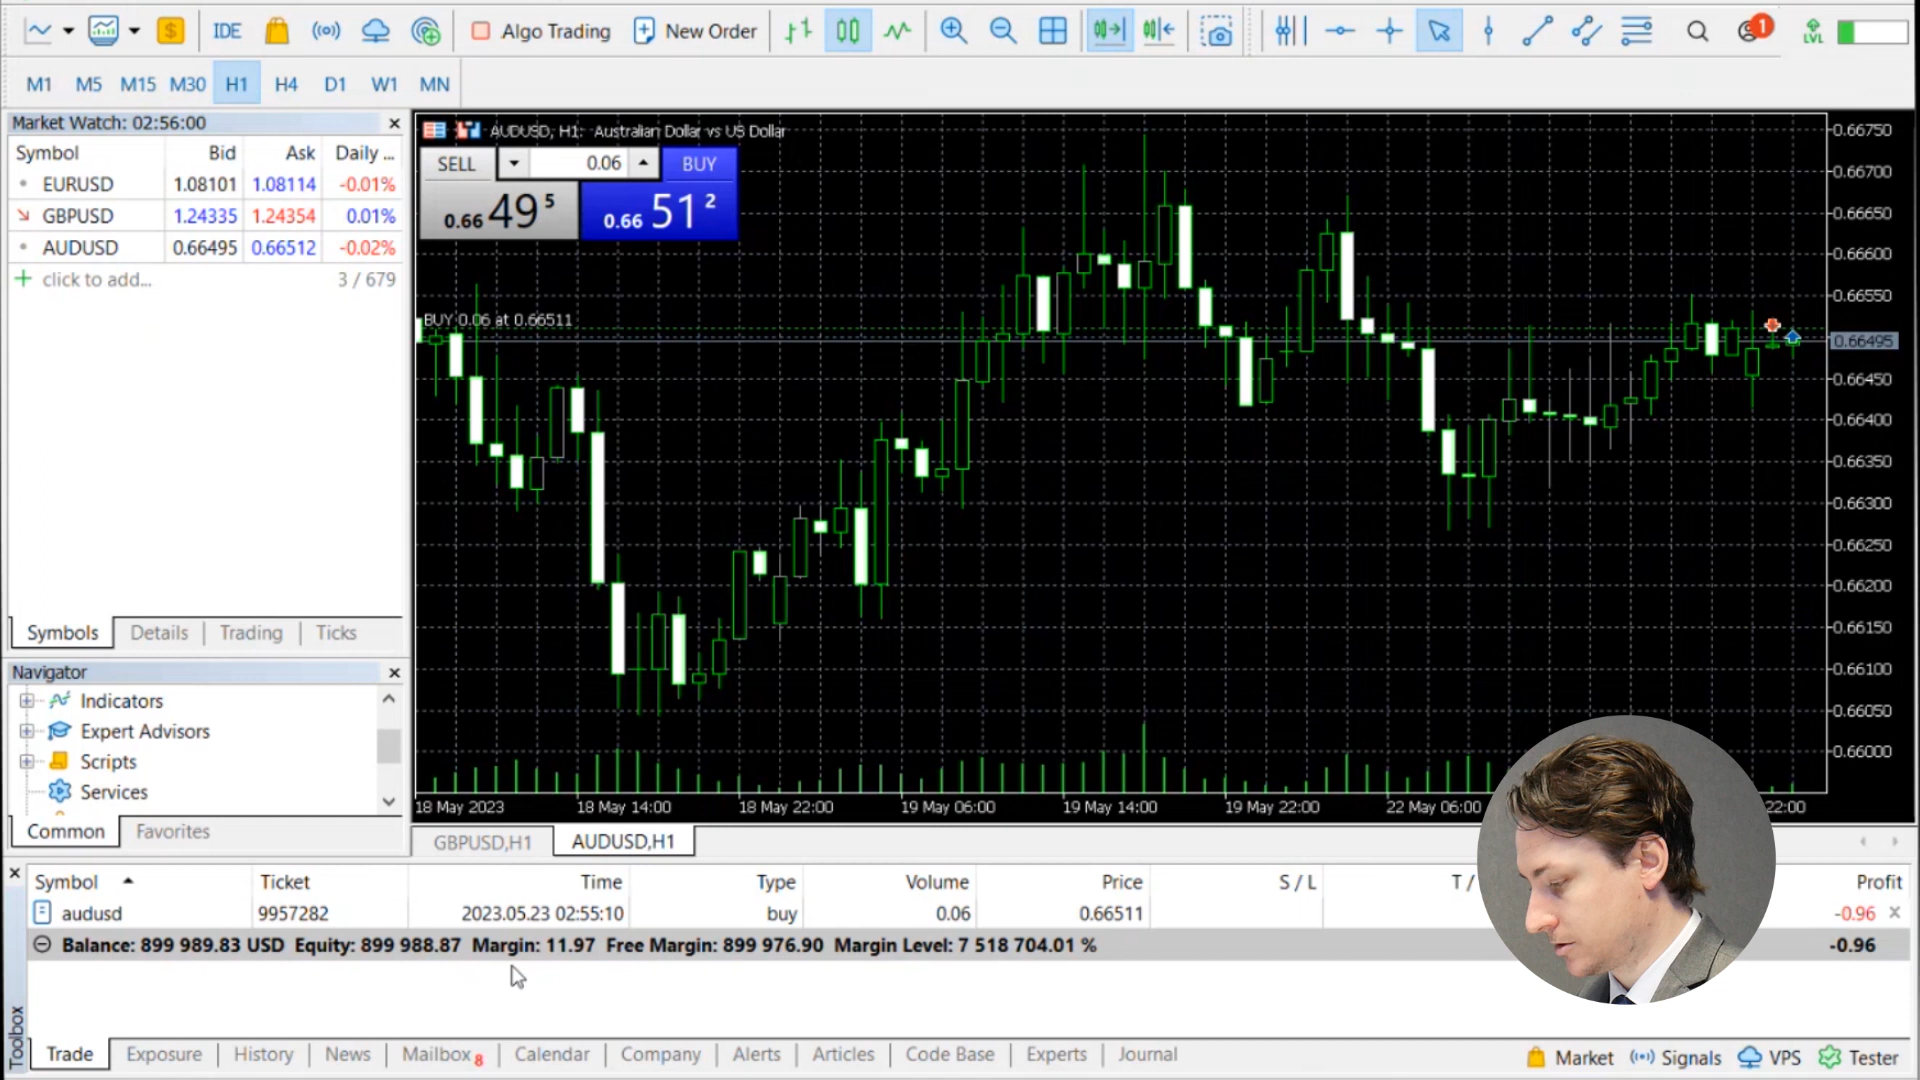 IDE Algo Trading New Order 1 LVL
M1 M5 M15 M30 H1 H4 D1 W1 MN
Market Watch: 02:56:00
Symbol Bid Ask Daily ...
EURUSD 1.08101 1.08114 -0.01%
GBPUSD 1.24335 1.24354 0.01%
AUDUSD 0.66495 0.66512 -0.02%
click to add... 3 / 679
Symbols Details Trading Ticks
Navigator
Indicators
Expert Advisors
Scripts
Services
Common Favorites
AUDUSD, H1: Australian Dollar vs US Dollar
SELL 0.06 BUY
0.66 49 5 0.66 51 2
BUY 0.06 at 0.66511
0.66750
0.66700
0.66650
0.66600
0.66550
0.66495
0.66450
0.66400
0.66350
0.66300
0.66250
0.66200
0.66150
0.66100
0.66050
0.66000
18 May 2023 18 May 14:00 18 May 22:00 19 May 06:00 19 May 14:00 19 May 22:00 22 May 06:00 22:00
GBPUSD,H1 AUDUSD,H1
Symbol Ticket Time Type Volume Price S / L T / Profit
audusd 9957282 2023.05.23 02:55:10 buy 0.06 0.66511 -0.96
Balance: 899 989.83 USD Equity: 899 988.87 Margin: 11.97 Free Margin: 899 976.90 Margin Level: 7 518 704.01 % -0.96
Toolbox
Trade Exposure History News Mailbox 8 Calendar Company Alerts Articles Code Base Experts Journal Market Signals VPS Tester